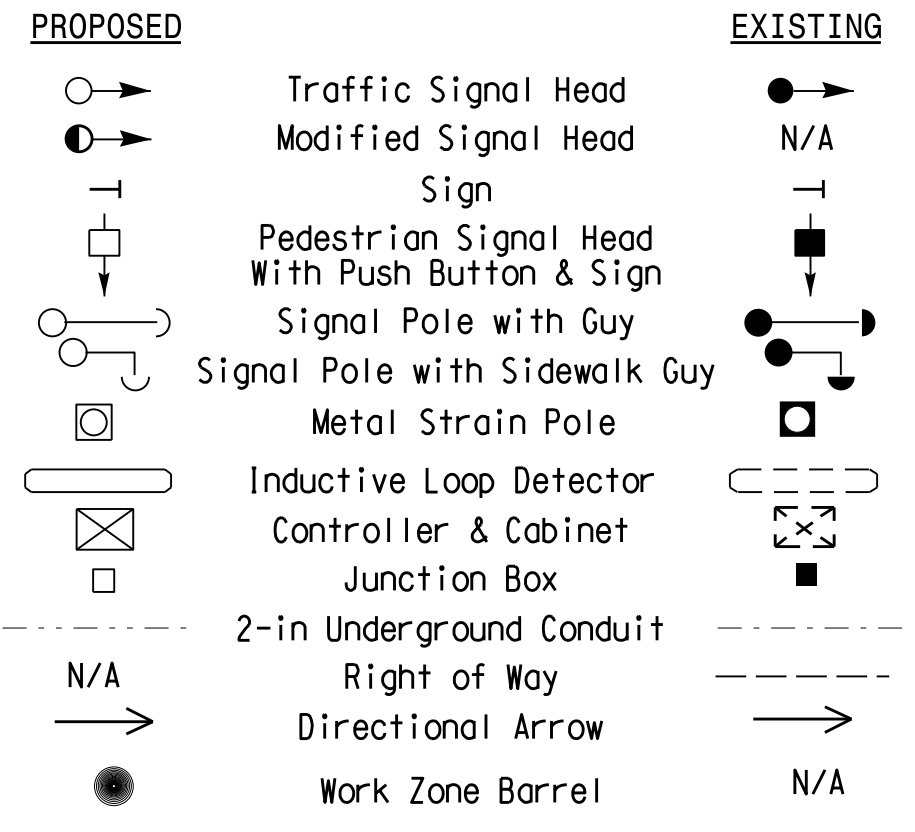 PROPOSED EXISTING
Traffic Signal Head
Modified Signal Head N/A
Sign
Pedestrian Signal Head
With Push Button & Sign
Signal Pole with Guy
Signal Pole with Sidewalk Guy
Metal Strain Pole
Inductive Loop Detector
Controller & Cabinet
Junction Box
2-in Underground Conduit
N/A Right of Way
Directional Arrow
Work Zone Barrel N/A